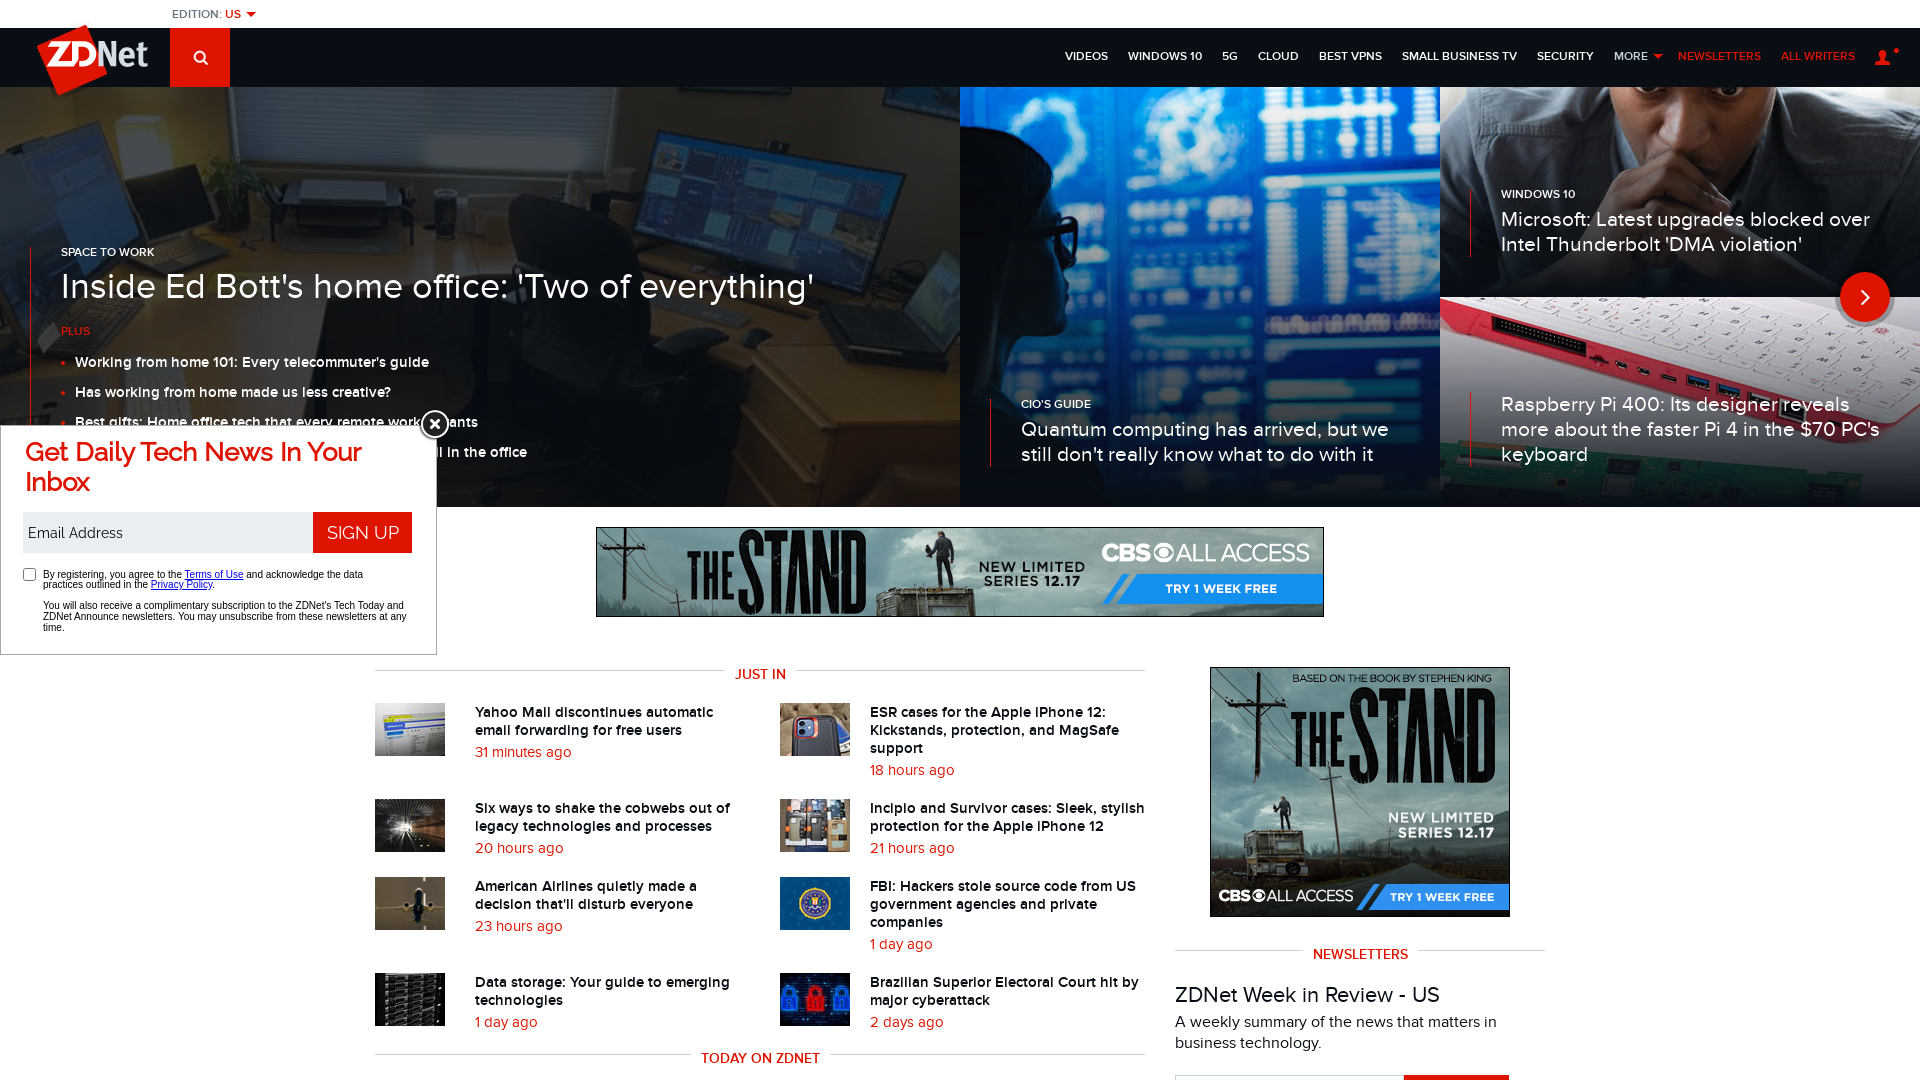 EDITION: US
ZDNet
VIDEOS
WINDOWS 10
5G
CLOUD
BEST VPNS
SMALL BUSINESS TV
SECURITY
MORE
NEWSLETTERS
ALL WRITERS
SPACE TO WORK
Inside Ed Bott's home office: 'Two of everything'
PLUS
Working from home 101: Every telecommuter's guide
Has working from home made us less creative?
Best gifts: Home office tech that every remote work ants
ll in the office
CIO'S GUIDE
Quantum computing has arrived, but we
still don't really know what to do with it
WINDOWS 10
Microsoft: Latest upgrades blocked over
Intel Thunderbolt 'DMA violation'
Raspberry Pi 400: Its designer reveals
more about the faster Pi 4 in the $70 PC's
keyboard
Get Daily Tech News In Your
Inbox
Email Address
SIGN UP
By registering, you agree to the Terms of Use and acknowledge the data
practices outlined in the Privacy Policy.
You will also receive a complimentary subscription to the ZDNet's Tech Today and
ZDNet Announce newsletters. You may unsubscribe from these newsletters at any
time.
THE STAND
NEW LIMITED
SERIES 12.17
CBS ALL ACCESS
TRY 1 WEEK FREE
JUST IN
Yahoo Mail discontinues automatic
email forwarding for free users
31 minutes ago
ESR cases for the Apple iPhone 12:
Kickstands, protection, and MagSafe
support
18 hours ago
Six ways to shake the cobwebs out of
legacy technologies and processes
20 hours ago
Incipio and Survivor cases: Sleek, stylish
protection for the Apple iPhone 12
21 hours ago
American Airlines quietly made a
decision that'll disturb everyone
23 hours ago
FBI: Hackers stole source code from US
government agencies and private
companies
1 day ago
Data storage: Your guide to emerging
technologies
1 day ago
Brazilian Superior Electoral Court hit by
major cyberattack
2 days ago
TODAY ON ZDNET
BASED ON THE BOOK BY STEPHEN KING
THE STAND
NEW LIMITED
SERIES 12.17
CBS ALL ACCESS
TRY 1 WEEK FREE
NEWSLETTERS
ZDNet Week in Review - US
A weekly summary of the news that matters in
business technology.